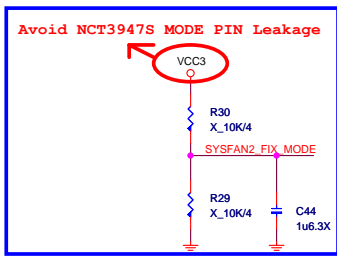 Avoid NCT3947S MODE PIN Leakage
VCC3
R30
X_10K/4
SYSFAN2_FIX_MODE
R29
X_10K/4
C44
1u6.3X